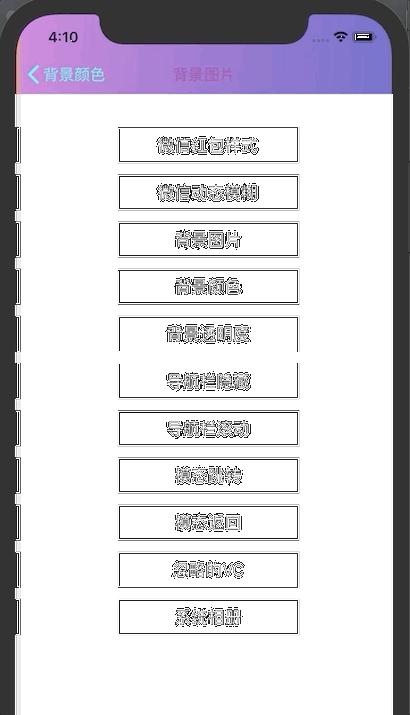 4:10
背景颜色
背景图片
微信红包样式
微信动态模糊
背景图片
背景颜色
背景透明度
导航栏隐藏
导航栏滚动
模态跳转
模态返回
忽略的VC
系统相册